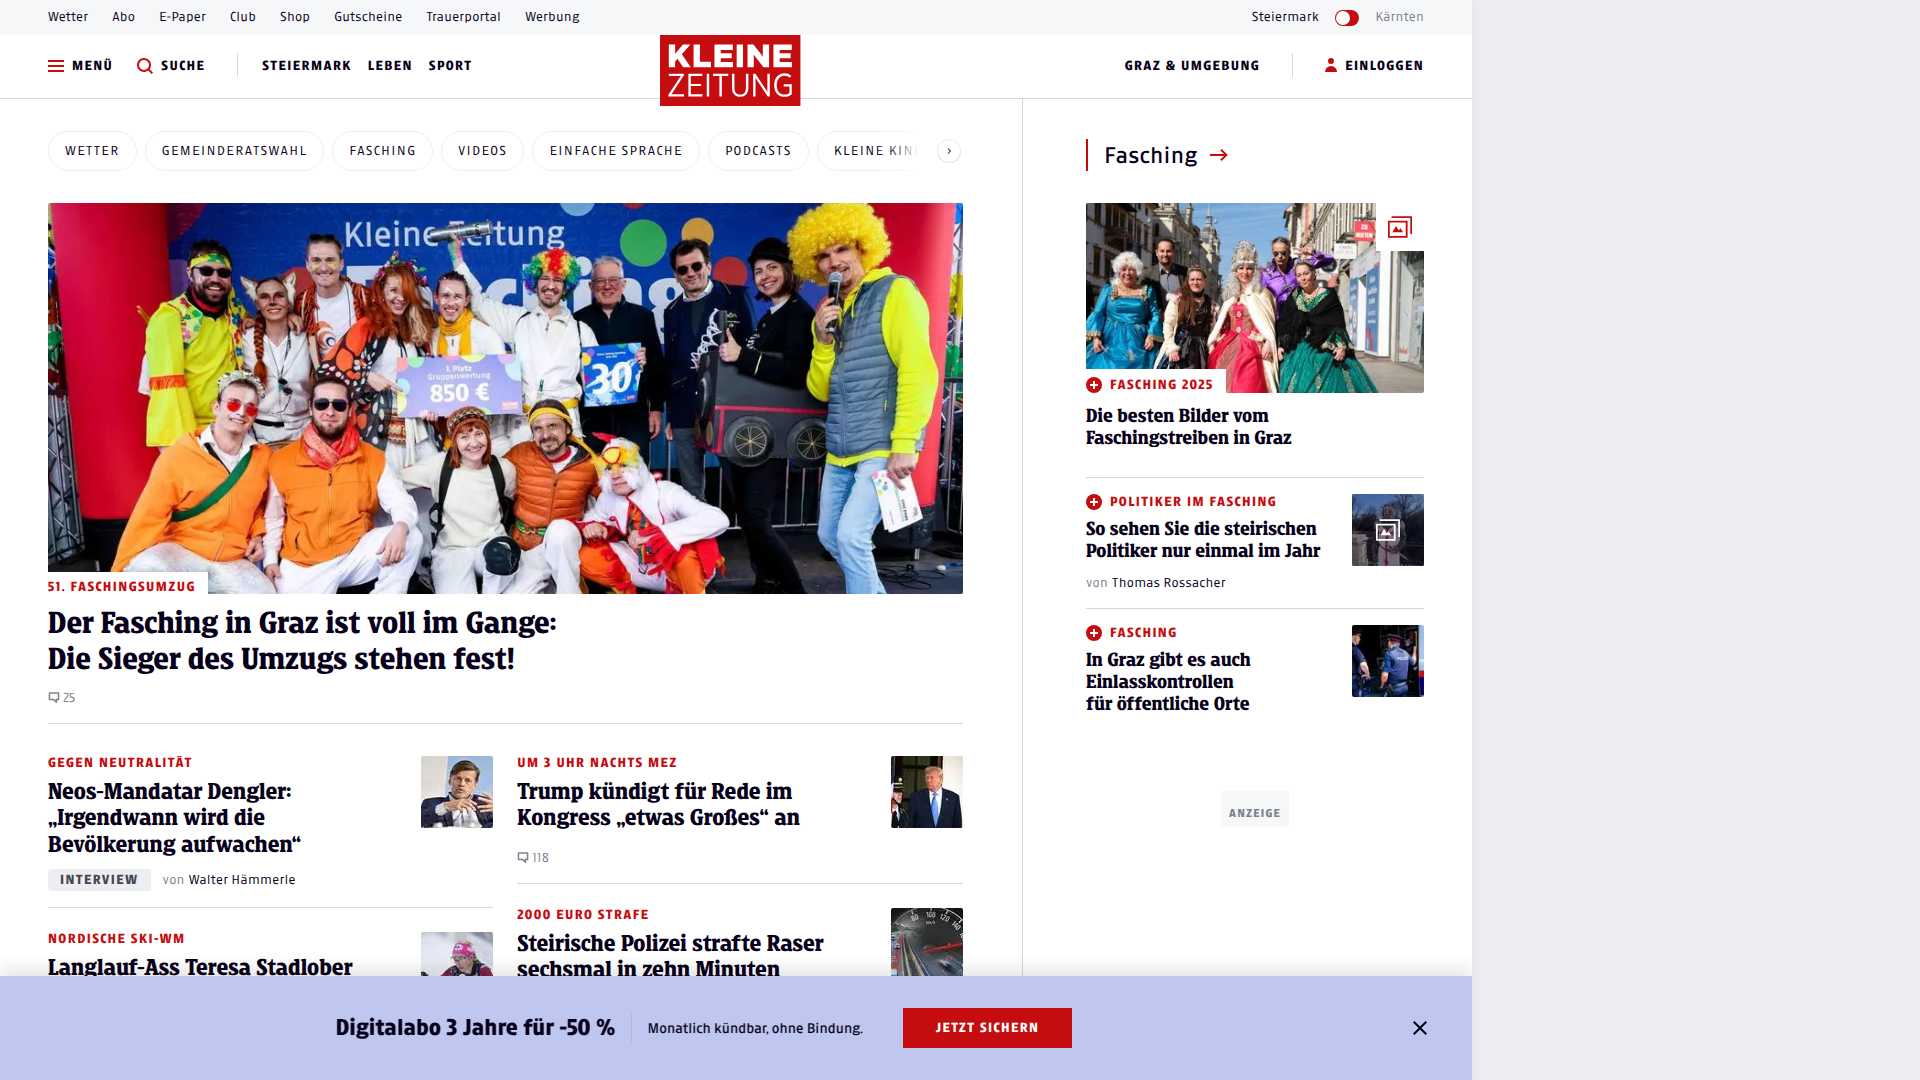 Wetter Abo E-Paper Club Shop Gutscheine Trauerportal Werbung Steiermark Kärnten
MENÜ SUCHE STEIERMARK LEBEN SPORT KLEINE ZEITUNG GRAZ & UMGEBUNG EINLOGGEN
WETTER GEMEINDERATSWAHL FASCHING VIDEOS EINFACHE SPRACHE PODCASTS KLEINE KIN
Kleine Zeitung
1. Platz
Gruppenwertung
850 €
30
51. FASCHINGSUMZUG
Der Fasching in Graz ist voll im Gange:
Die Sieger des Umzugs stehen fest!
25
GEGEN NEUTRALITÄT
Neos-Mandatar Dengler:
„Irgendwann wird die
Bevölkerung aufwachen“
INTERVIEW von Walter Hämmerle
NORDISCHE SKI-WM
Langlauf-Ass Teresa Stadlober
UM 3 UHR NACHTS MEZ
Trump kündigt für Rede im
Kongress „etwas Großes“ an
118
2000 EURO STRAFE
Steirische Polizei strafte Raser
sechsmal in zehn Minuten
80 100 120 140
Fasching
FASCHING 2025
Die besten Bilder vom
Faschingstreiben in Graz
POLITIKER IM FASCHING
So sehen Sie die steirischen
Politiker nur einmal im Jahr
von Thomas Rossacher
FASCHING
In Graz gibt es auch
Einlasskontrollen
für öffentliche Orte
ANZEIGE
Digitalabo 3 Jahre für -50 % Monatlich kündbar, ohne Bindung. JETZT SICHERN